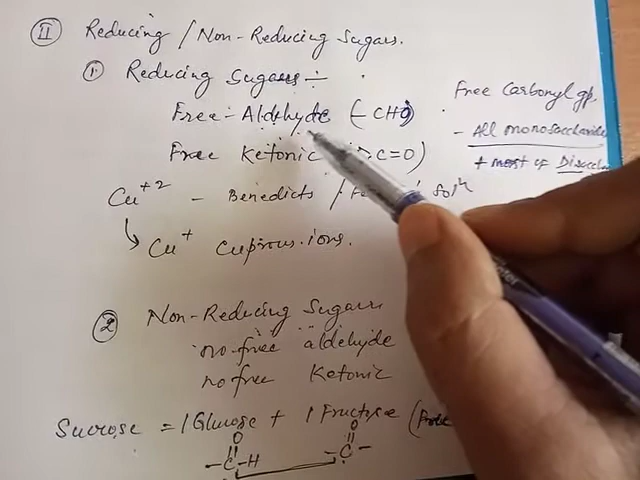 II Reducing / Non-Reducing Sugars.
1 Reducing Sugars ÷
Free - Aldehyde (-CHO)
Free Ketonic (>C=O)
Free Carbonyl gp.
- All monosaccharide
+ most of
Cu+2 - Benedicts / soln
Cu+ Cuprous ions.
2 Non-Reducing Sugars
no free aldehyde
no free Ketonic
Sucrose = 1 Glucose + 1 Fructose (
O O
-C-H -C-